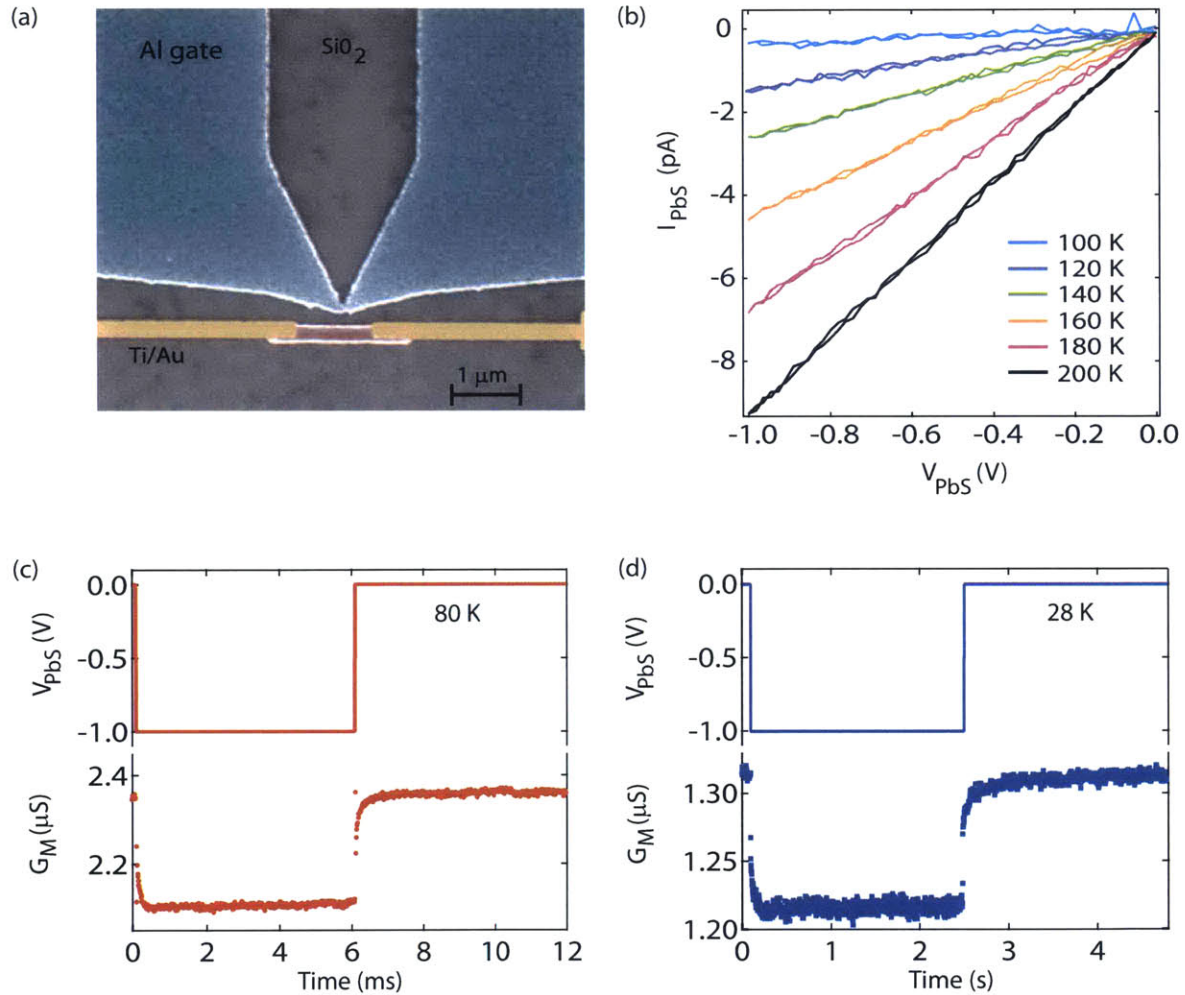 (a)
Al gate
SiO2
Ti/Au
1 μm
(b)
0
-2
-4
-6
-8
I_PbS (pA)
100 K
120 K
140 K
160 K
180 K
200 K
-1.0 -0.8 -0.6 -0.4 -0.2 0.0
V_PbS (V)
(c)
0.0
-0.5
-1.0
V_PbS (V)
80 K
2.4
2.2
G_M (μS)
0 2 4 6 8 10 12
Time (ms)
(d)
0.0
-0.5
-1.0
V_PbS (V)
28 K
1.30
1.25
1.20
G_M (μS)
0 1 2 3 4
Time (s)